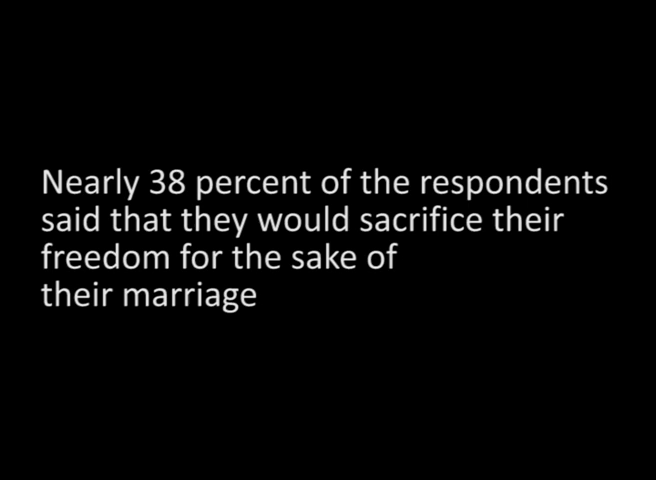 Nearly 38 percent of the respondents
said that they would sacrifice their
freedom for the sake of
their marriage